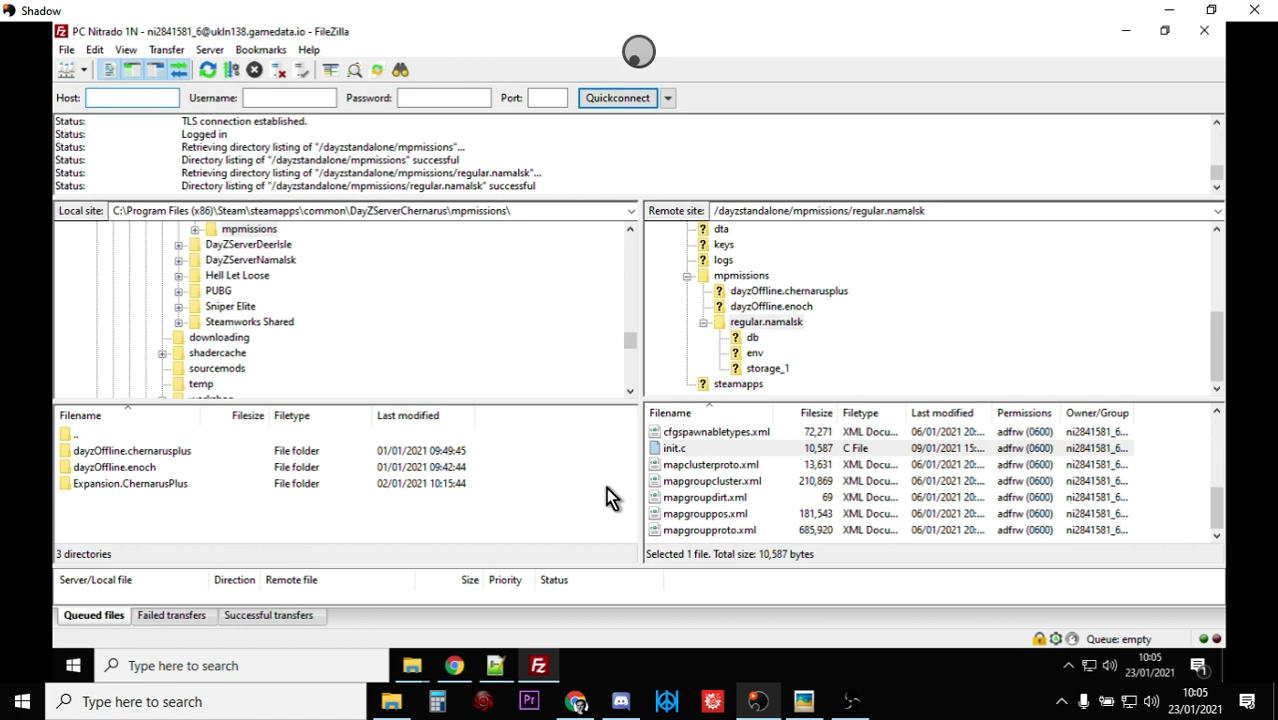 Shadow
PC Nitrado 1N - ni2841581_6@ukln138.gamedata.io - FileZilla
File Edit View Transfer Server Bookmarks Help
Host: Username: Password: Port: Quickconnect
Status: TLS connection established.
Status: Logged in
Status: Retrieving directory listing of "/dayzstandalone/mpmissions"...
Status: Directory listing of "/dayzstandalone/mpmissions" successful
Status: Retrieving directory listing of "/dayzstandalone/mpmissions/regular.namalsk"...
Status: Directory listing of "/dayzstandalone/mpmissions/regular.namalsk" successful
Local site: C:\Program Files (x86)\Steam\steamapps\common\DayZServerChernarus\mpmissions\
mpmissions
DayZServerDeerIsle
DayZServerNamalsk
Hell Let Loose
PUBG
Sniper Elite
Steamworks Shared
downloading
shadercache
sourcemods
temp
Filename Filesize Filetype Last modified
..
dayzOffline.chernarusplus File folder 01/01/2021 09:49:45
dayzOffline.enoch File folder 01/01/2021 09:42:44
Expansion.ChernarusPlus File folder 02/01/2021 10:15:44
3 directories
Remote site: /dayzstandalone/mpmissions/regular.namalsk
dta
keys
logs
mpmissions
dayzOffline.chernarusplus
dayzOffline.enoch
regular.namalsk
db
env
storage_1
steamapps
Filename Filesize Filetype Last modified Permissions Owner/Group
cfgspawnabletypes.xml 72,271 XML Docu... 06/01/2021 20:... adfrw (0600) ni2841581_6...
init.c 10,587 C File 09/01/2021 15:... adfrw (0600) ni2841581_6...
mapclusterproto.xml 13,631 XML Docu... 06/01/2021 20:... adfrw (0600) ni2841581_6...
mapgroupcluster.xml 210,869 XML Docu... 06/01/2021 20:... adfrw (0600) ni2841581_6...
mapgroupdirt.xml 69 XML Docu... 06/01/2021 20:... adfrw (0600) ni2841581_6...
mapgrouppos.xml 181,543 XML Docu... 06/01/2021 20:... adfrw (0600) ni2841581_6...
mapgroupproto.xml 685,920 XML Docu... 06/01/2021 20:... adfrw (0600) ni2841581_6...
Selected 1 file. Total size: 10,587 bytes
Server/Local file Direction Remote file Size Priority Status
Queued files Failed transfers Successful transfers
Queue: empty
Type here to search
10:05
23/01/2021
1
Type here to search
Pr
10:05
23/01/2021